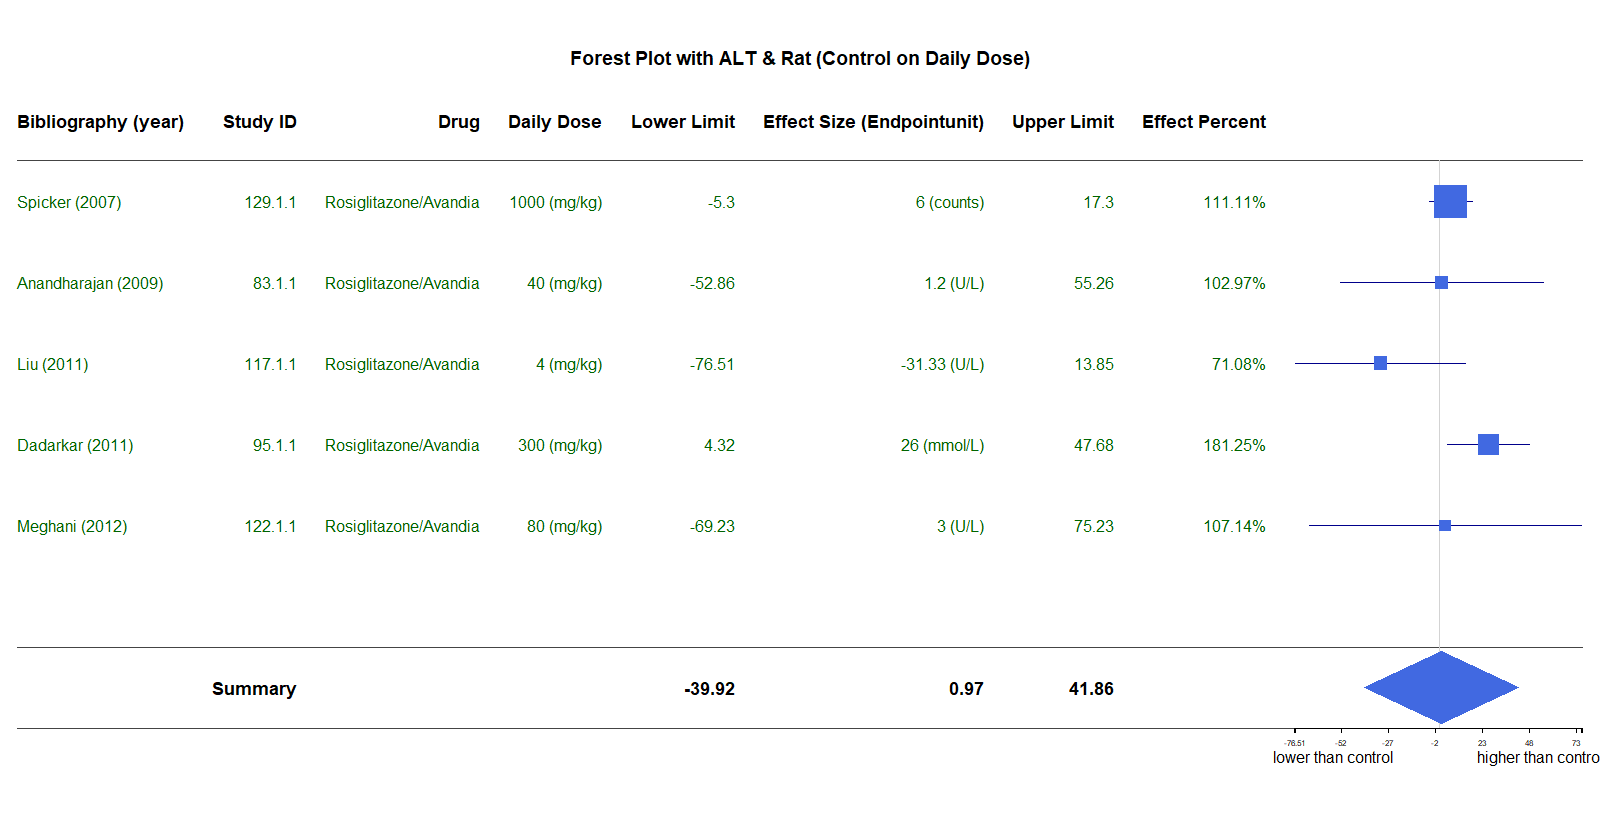 Forest Plot with ALT & Rat (Control on Daily Dose)
Bibliography (year) Study ID Drug Daily Dose Lower Limit Effect Size (Endpointunit) Upper Limit Effect Percent
Spicker (2007) 129.1.1 Rosiglitazone/Avandia 1000 (mg/kg) -5.3 6 (counts) 17.3 111.11%
Anandharajan (2009) 83.1.1 Rosiglitazone/Avandia 40 (mg/kg) -52.86 1.2 (U/L) 55.26 102.97%
Liu (2011) 117.1.1 Rosiglitazone/Avandia 4 (mg/kg) -76.51 -31.33 (U/L) 13.85 71.08%
Dadarkar (2011) 95.1.1 Rosiglitazone/Avandia 300 (mg/kg) 4.32 26 (mmol/L) 47.68 181.25%
Meghani (2012) 122.1.1 Rosiglitazone/Avandia 80 (mg/kg) -69.23 3 (U/L) 75.23 107.14%
Summary -39.92 0.97 41.86
-76.51 -52 -27 -2 23 48 73
lower than control higher than contro